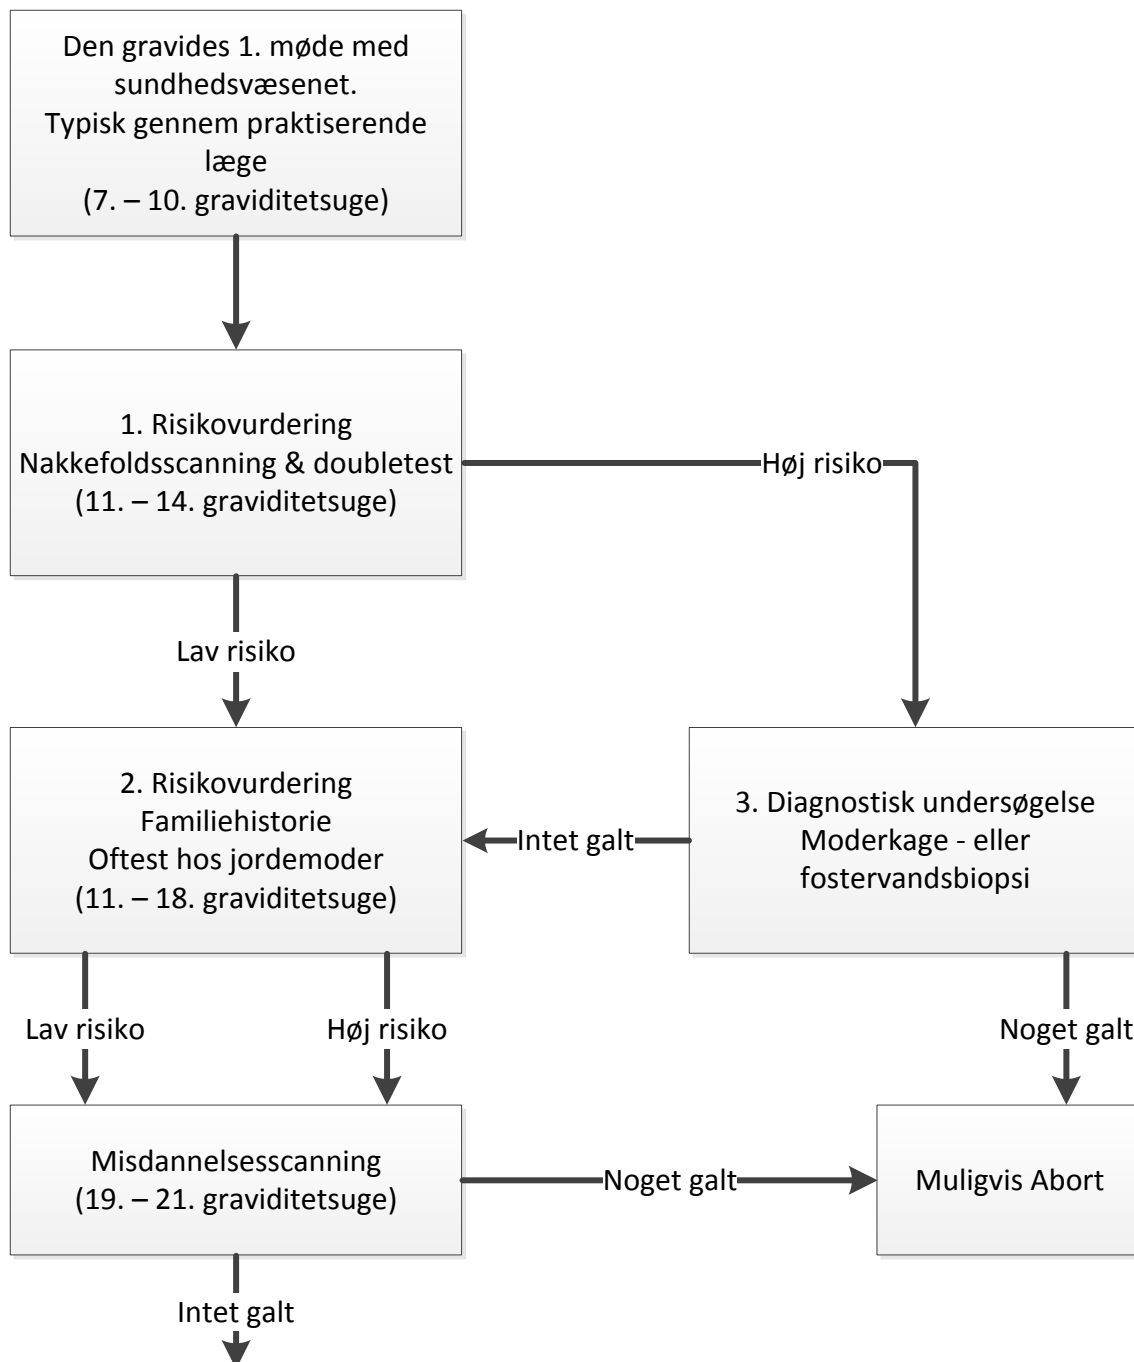 Den gravides 1. møde med
sundhedsvæsenet.
Typisk gennem praktiserende
læge
(7. – 10. graviditetsuge)
1. Risikovurdering
Nakkefoldsscanning & doubletest
(11. – 14. graviditetsuge)
Høj risiko
Lav risiko
2. Risikovurdering
Familiehistorie
Oftest hos jordemoder
(11. – 18. graviditetsuge)
Intet galt
3. Diagnostisk undersøgelse
Moderkage - eller
fostervandsbiopsi
Lav risiko
Høj risiko
Noget galt
Misdannelsesscanning
(19. – 21. graviditetsuge)
Noget galt
Muligvis Abort
Intet galt